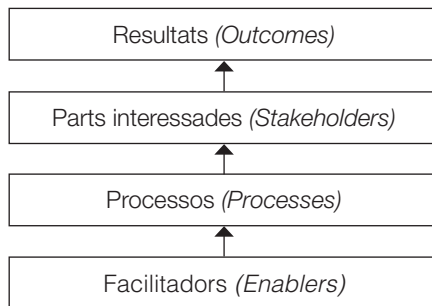 Resultats (Outcomes)
Parts interessades (Stakeholders)
Processos (Processes)
Facilitadors (Enablers)